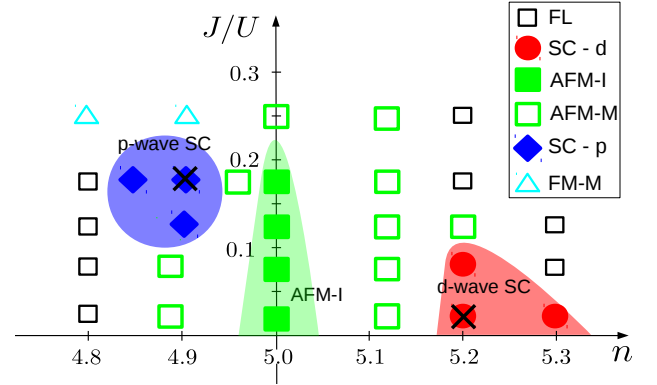 J/U
FL
SC - d
AFM-I
AFM-M
SC - p
FM-M
0.3
p-wave SC
0.2
0.1
AFM-I
d-wave SC
4.8 4.9 5.0 5.1 5.2 5.3 n